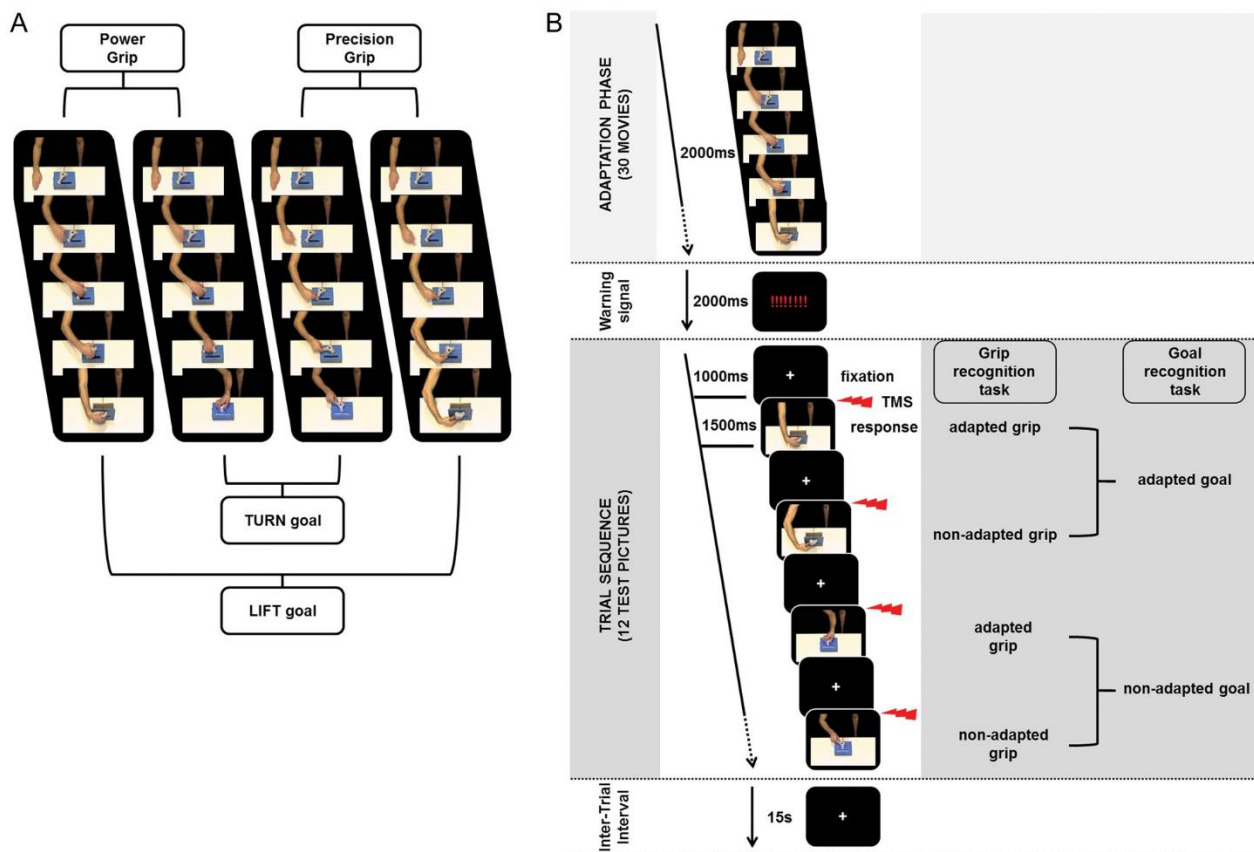 A
Power
Grip
Precision
Grip
TURN goal
LIFT goal
B
ADAPTATION PHASE
(30 MOVIES)
2000ms
Warning
signal
2000ms
!!!!!!!!
TRIAL SEQUENCE
(12 TEST PICTURES)
1000ms
fixation
TMS
1500ms
response
Grip
recognition
task
Goal
recognition
task
adapted grip
adapted goal
non-adapted grip
adapted
grip
non-adapted goal
non-adapted
grip
Inter-Trial
Interval
15s